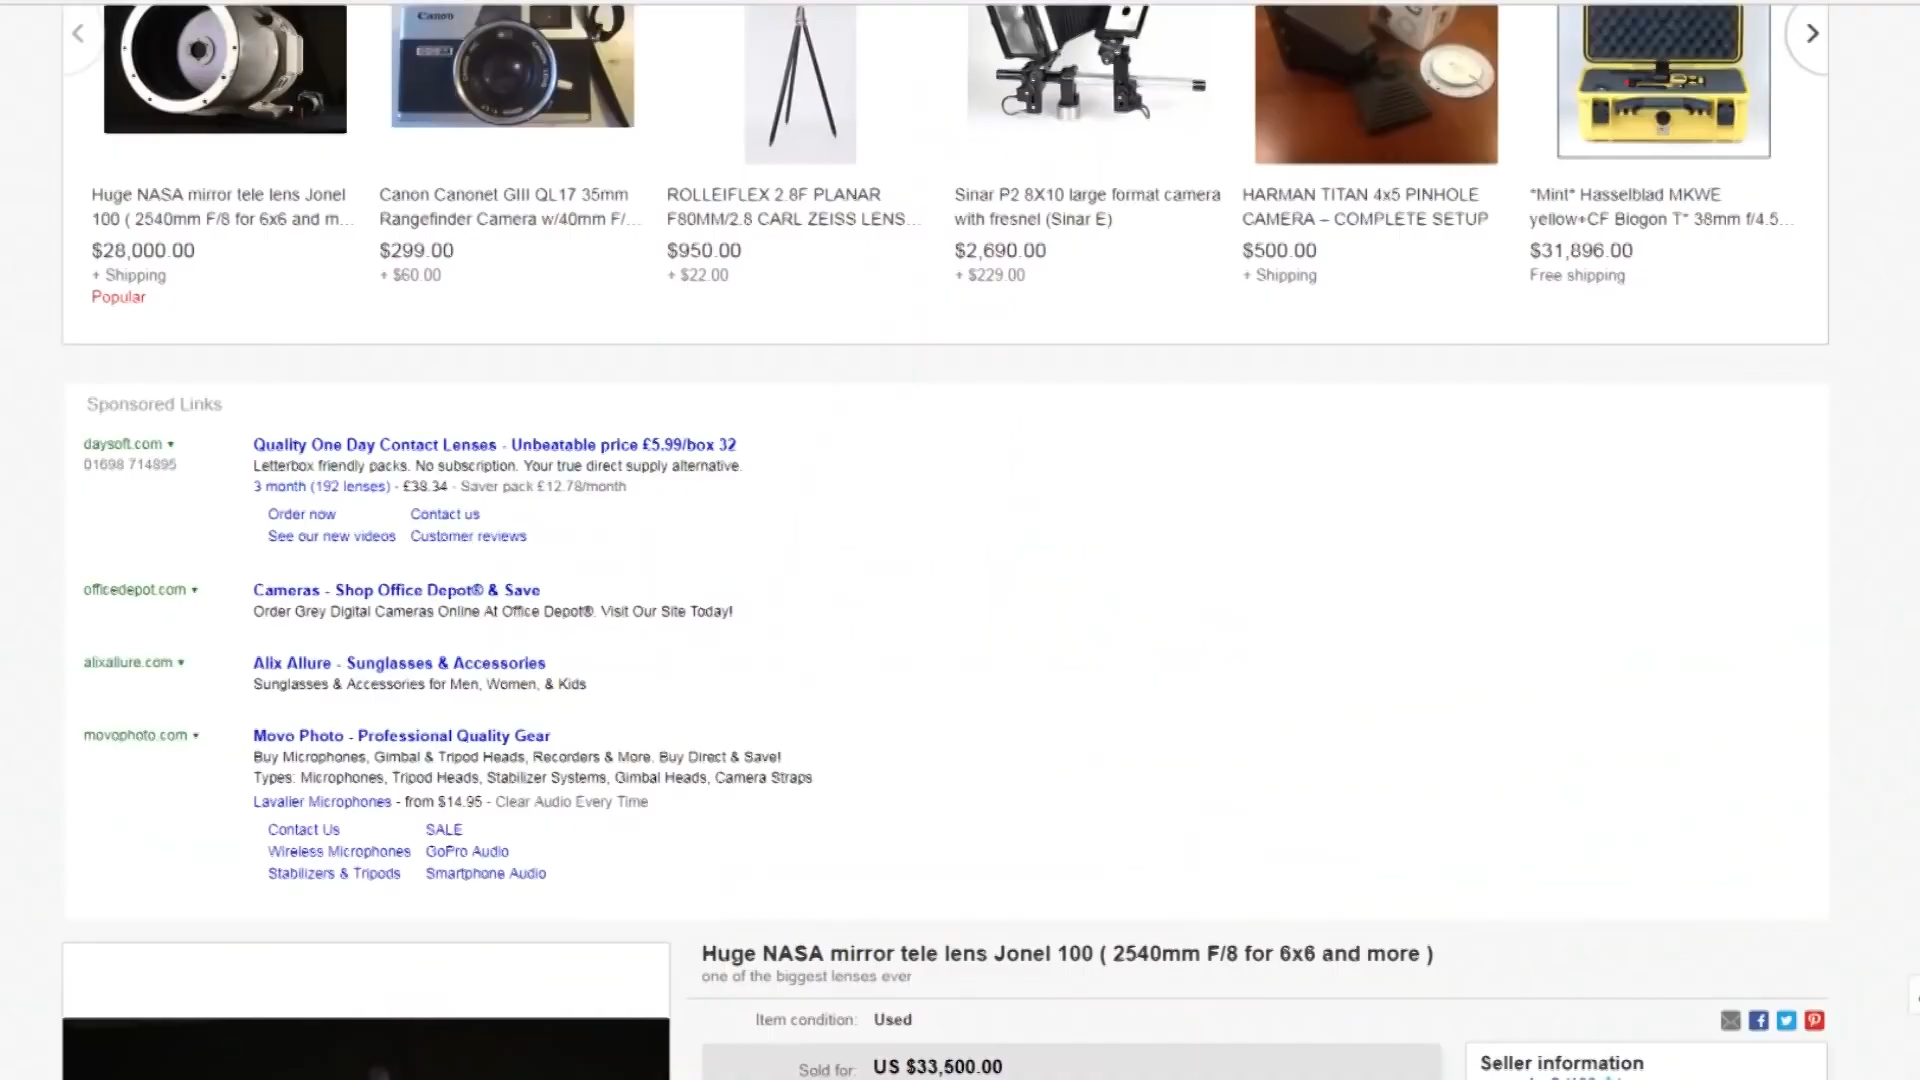 Canon
Huge NASA mirror tele lens Jonel
100 ( 2540mm F/8 for 6x6 and m...
$28,000.00
+ Shipping
Popular
Canon Canonet GIII QL17 35mm
Rangefinder Camera w/40mm F/...
$299.00
+ $60.00
ROLLEIFLEX 2.8F PLANAR
F80MM/2.8 CARL ZEISS LENS...
$950.00
+ $22.00
Sinar P2 8X10 large format camera
with fresnel (Sinar E)
$2,690.00
+ $229.00
HARMAN TITAN 4x5 PINHOLE
CAMERA – COMPLETE SETUP
$500.00
+ Shipping
*Mint* Hasselblad MKWE
yellow+CF Biogon T* 38mm f/4.5...
$31,896.00
Free shipping
Sponsored Links
daysoft.com
01698 714895
Quality One Day Contact Lenses - Unbeatable price £5.99/box 32
Letterbox friendly packs. No subscription. Your true direct supply alternative.
3 month (192 lenses) - £38.34 - Saver pack £12.78/month
Order now Contact us
See our new videos Customer reviews
officedepot.com
Cameras - Shop Office Depot® & Save
Order Grey Digital Cameras Online At Office Depot®. Visit Our Site Today!
alixallure.com
Alix Allure - Sunglasses & Accessories
Sunglasses & Accessories for Men, Women, & Kids
movophoto.com
Movo Photo - Professional Quality Gear
Buy Microphones, Gimbal & Tripod Heads, Recorders & More. Buy Direct & Save!
Types: Microphones, Tripod Heads, Stabilizer Systems, Gimbal Heads, Camera Straps
Lavalier Microphones - from $14.95 - Clear Audio Every Time
Contact Us SALE
Wireless Microphones GoPro Audio
Stabilizers & Tripods Smartphone Audio
Huge NASA mirror tele lens Jonel 100 ( 2540mm F/8 for 6x6 and more )
one of the biggest lenses ever
Item condition: Used
Sold for: US $33,500.00
Seller information